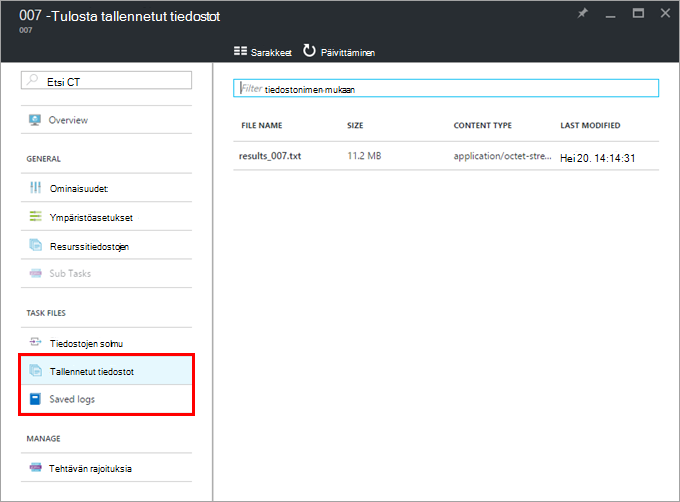 007 -Tulosta tallennetut tiedostot
007
Sarakkeet Päivittäminen
Etsi CT
Overview
GENERAL
Ominaisuudet:
Ympäristöasetukset
Resurssitiedostojen
Sub Tasks
TASK FILES
Tiedostojen solmu
Tallennetut tiedostot
Saved logs
MANAGE
Tehtävän rajoituksia
Filter tiedostonimen mukaan
FILE NAME SIZE CONTENT TYPE LAST MODIFIED
results_007.txt 11.2 MB application/octet-stre... Hei 20. 14:14:31